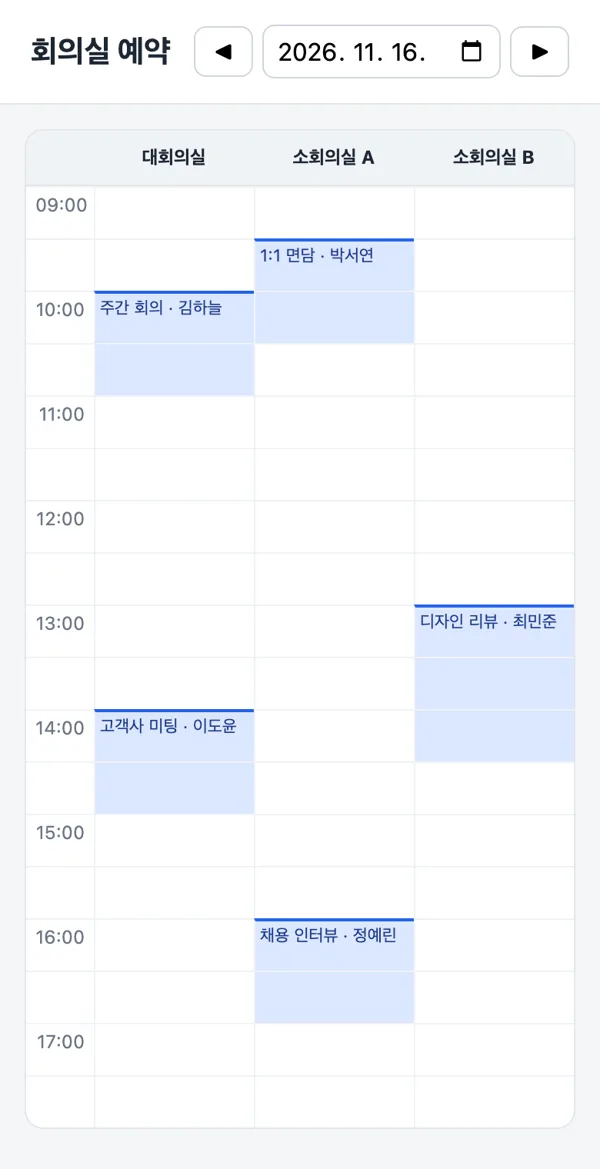 회의실 예약 ◀ 2026. 11. 16. ▶
대회의실 소회의실 A 소회의실 B
09:00
1:1 면담 · 박서연
10:00 주간 회의 · 김하늘
11:00
12:00
13:00 디자인 리뷰 · 최민준
14:00 고객사 미팅 · 이도윤
15:00
16:00 채용 인터뷰 · 정예린
17:00